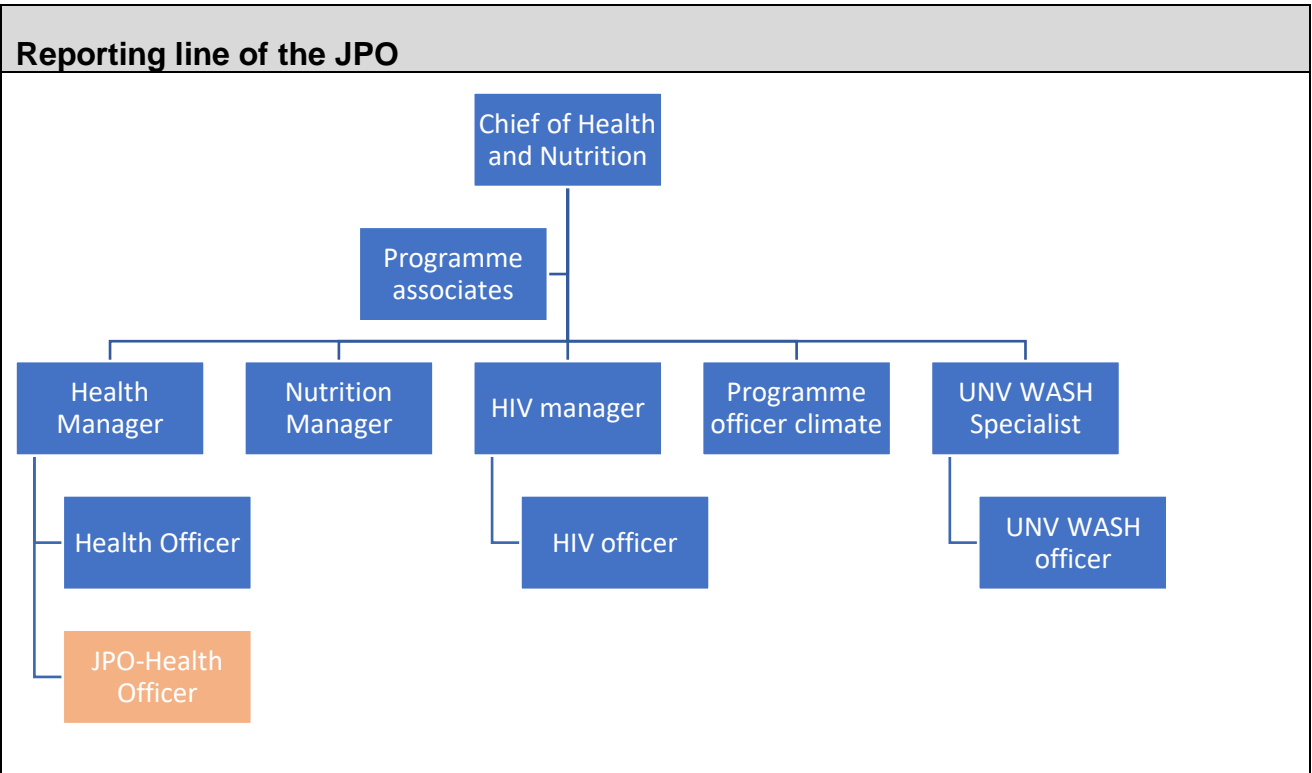 Reporting line of the JPO
Chief of Health
and Nutrition
Programme
associates
Health
Manager
Nutrition
Manager
HIV manager
Programme
officer climate
UNV WASH
Specialist
Health Officer
HIV officer
UNV WASH
officer
JPO-Health
Officer